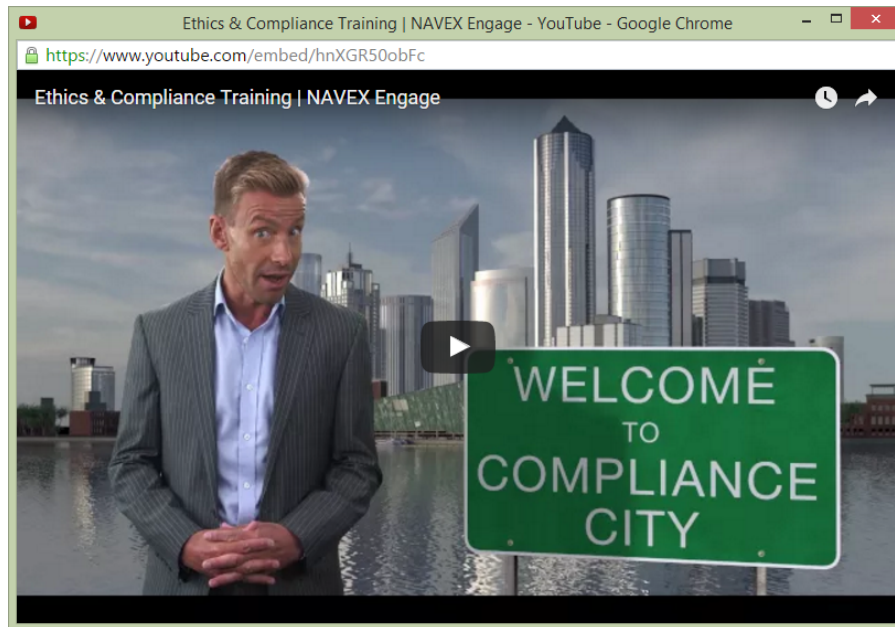 Ethics & Compliance Training | NAVEX Engage - YouTube - Google Chrome
https://www.youtube.com/embed/hnXGR50obFc
Ethics & Compliance Training | NAVEX Engage
WELCOME
TO
COMPLIANCE
CITY